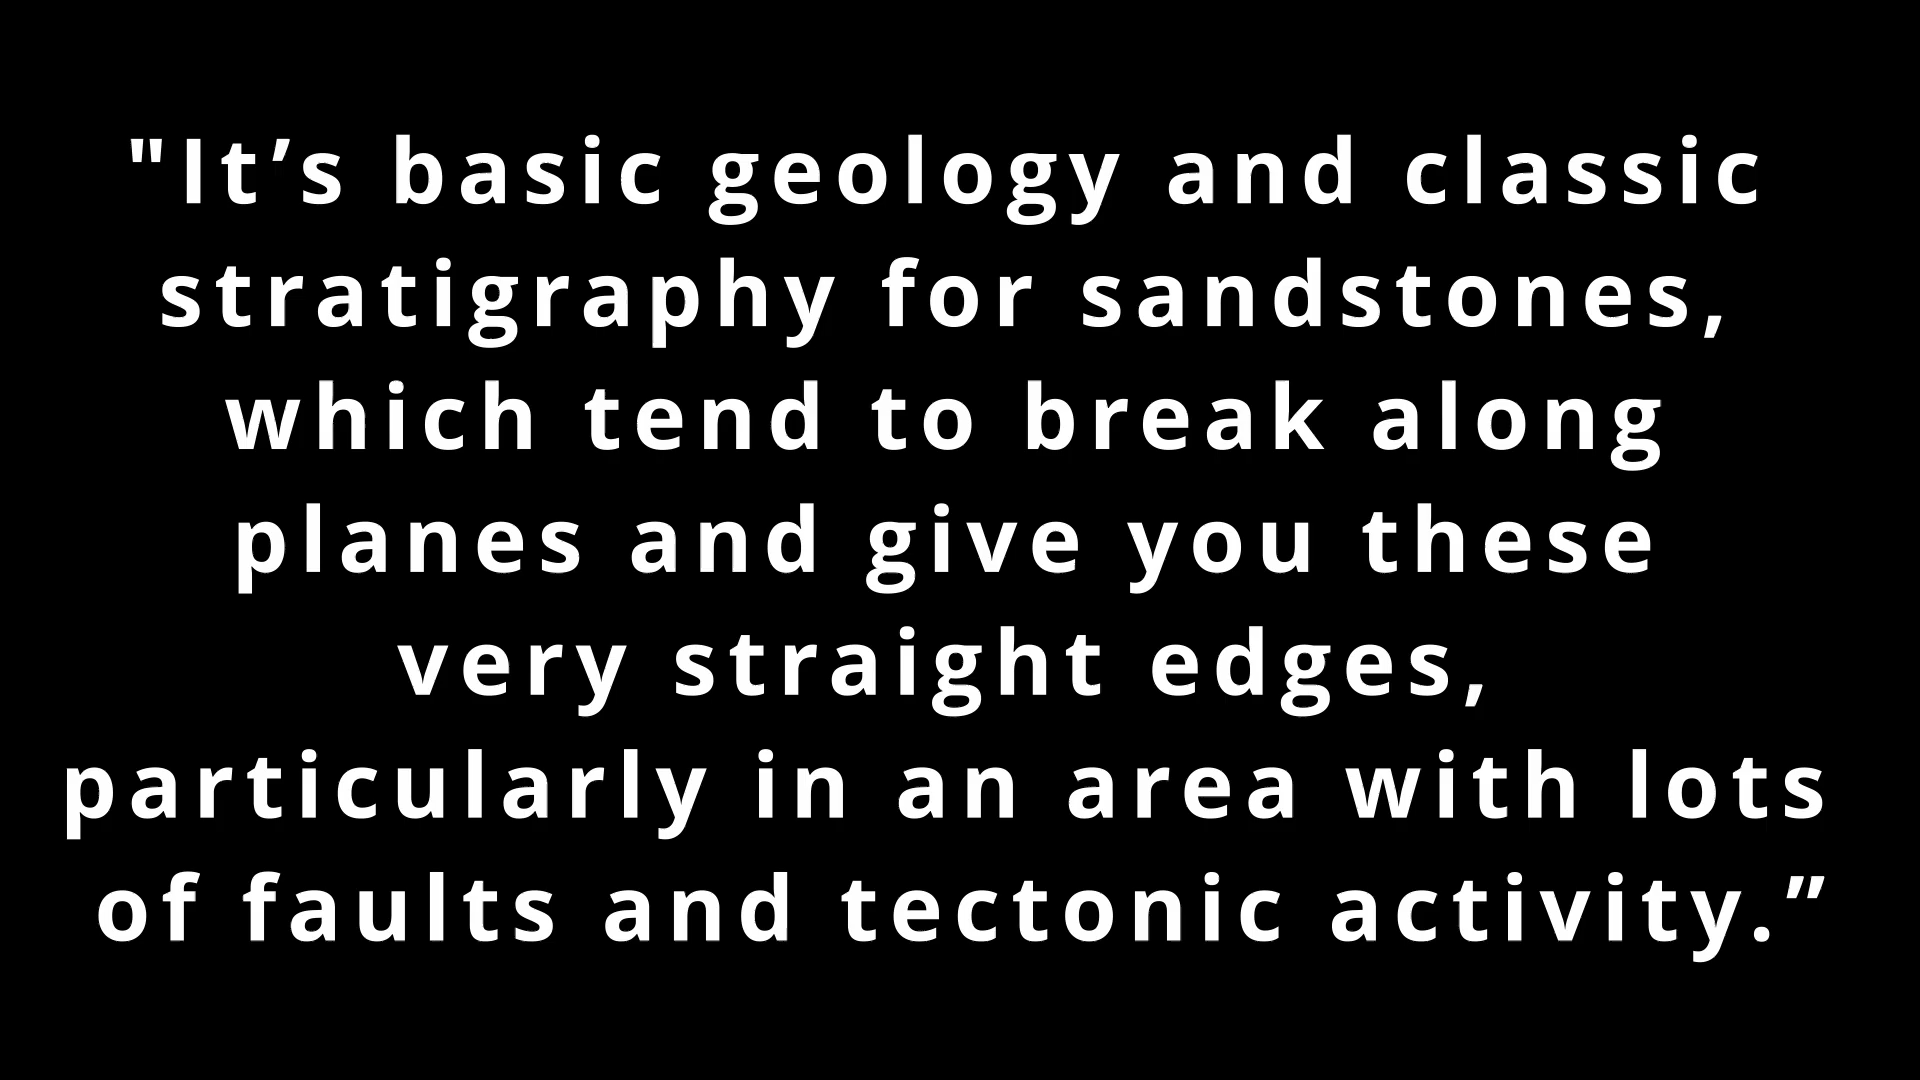 "It’s basic geology and classic
stratigraphy for sandstones,
which tend to break along
planes and give you these
very straight edges,
particularly in an area with lots
of faults and tectonic activity.”